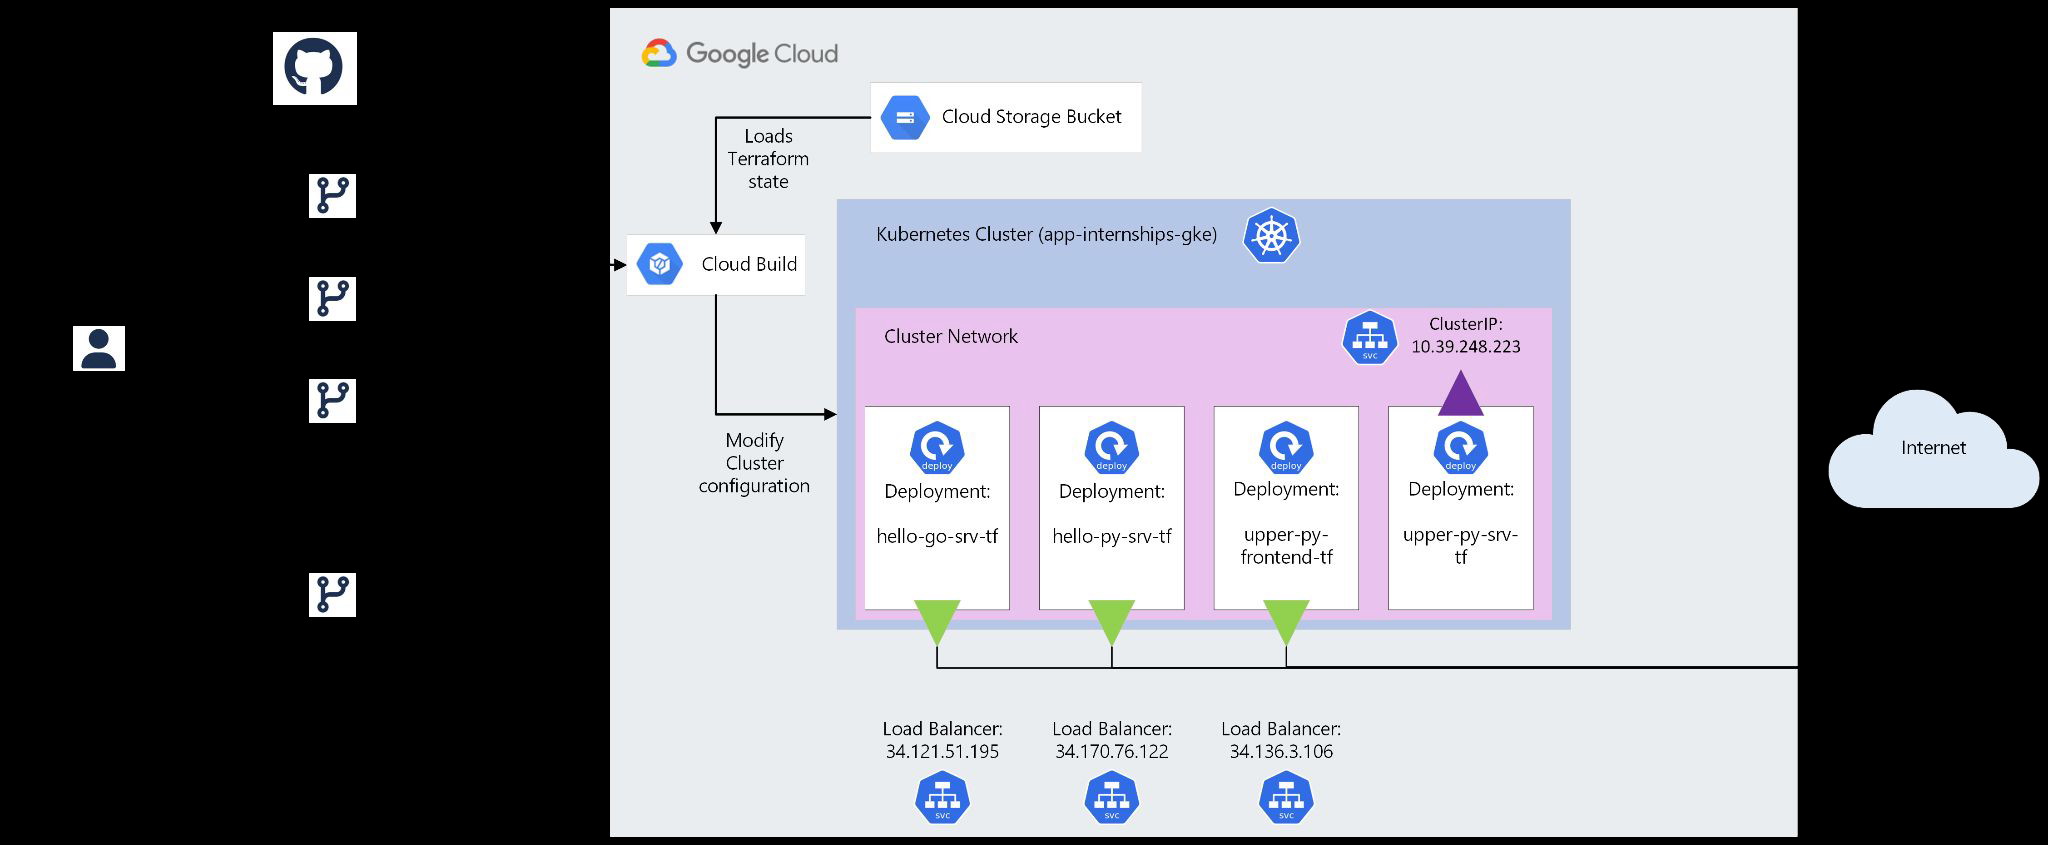 Google Cloud
Cloud Storage Bucket
Loads
Terraform
state
Kubernetes Cluster (app-internships-gke)
Cloud Build
Cluster Network
ClusterIP:
10.39.248.223
svc
Modify
Cluster
configuration
deploy
Deployment:
hello-go-srv-tf
deploy
Deployment:
hello-py-srv-tf
deploy
Deployment:
upper-py-
frontend-tf
deploy
Deployment:
upper-py-srv-
tf
Internet
Load Balancer:
34.121.51.195
svc
Load Balancer:
34.170.76.122
svc
Load Balancer:
34.136.3.106
svc